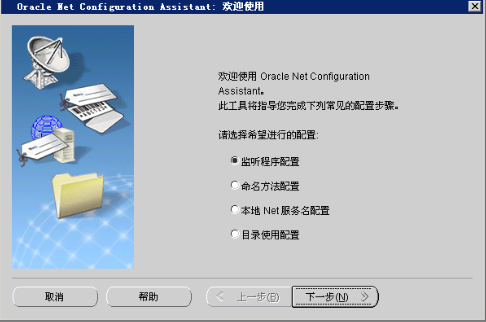 Oracle Net Configuration Assistant: 欢迎使用
欢迎使用 Oracle Net Configuration
Assistant。
此工具将指导您完成下列常见的配置步骤。
请选择希望进行的配置:
监听程序配置
命名方法配置
本地 Net 服务名配置
目录使用配置
取消
帮助
上一步(B)
下一步(N)